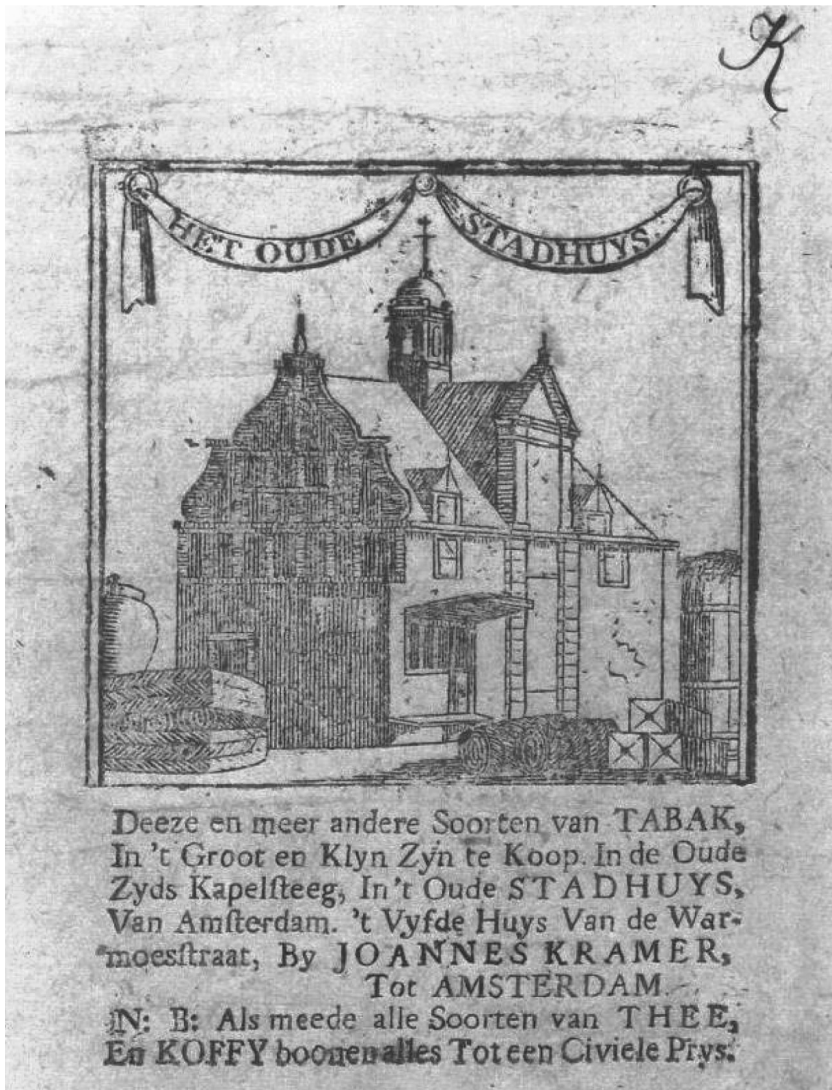 K
HET OUDE STADHUYS.
Deeze en meer andere Soorten van TABAK,
In 't Groot en Klyn Zyn te Koop. In de Oude
Zyds Kapelſteeg, In 't Oude STADHUYS,
Van Amſterdam. 't Vyfde Huys Van de War-
moesſtraat, By JOANNES KRAMER,
Tot AMSTERDAM.
N: B: Als meede alle Soorten van THEE,
En KOFFY boonen alles Tot een Civiele Prys.